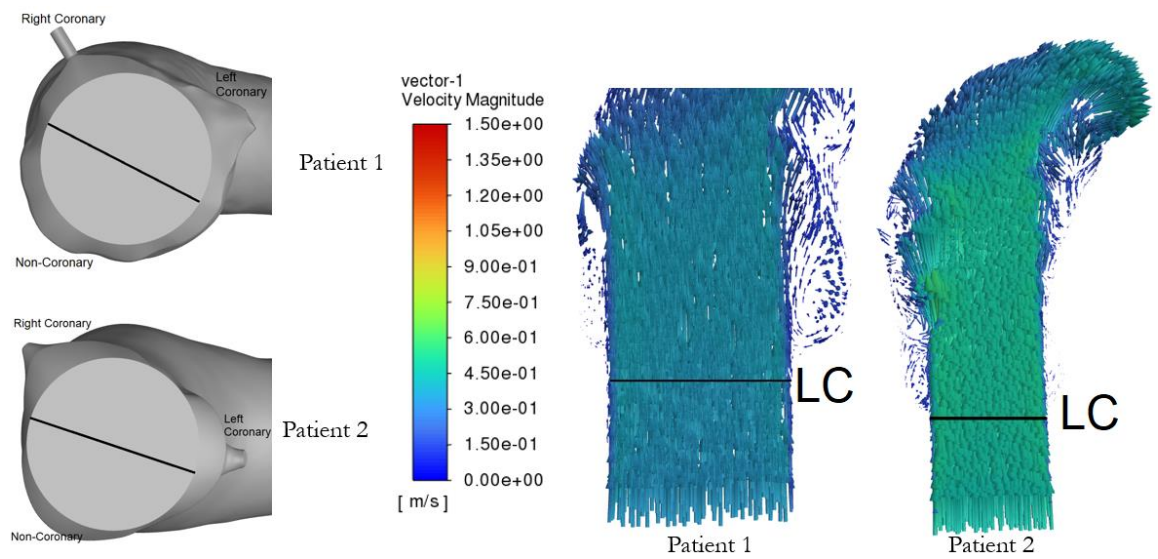 Right Coronary
Left
Coronary
Non-Coronary
Patient 1
Right Coronary
Left
Coronary
Non-Coronary
Patient 2
vector-1
Velocity Magnitude
1.50e+00
1.35e+00
1.20e+00
1.05e+00
9.00e-01
7.50e-01
6.00e-01
4.50e-01
3.00e-01
1.50e-01
0.00e+00
[ m/s ]
LC
Patient 1
LC
Patient 2